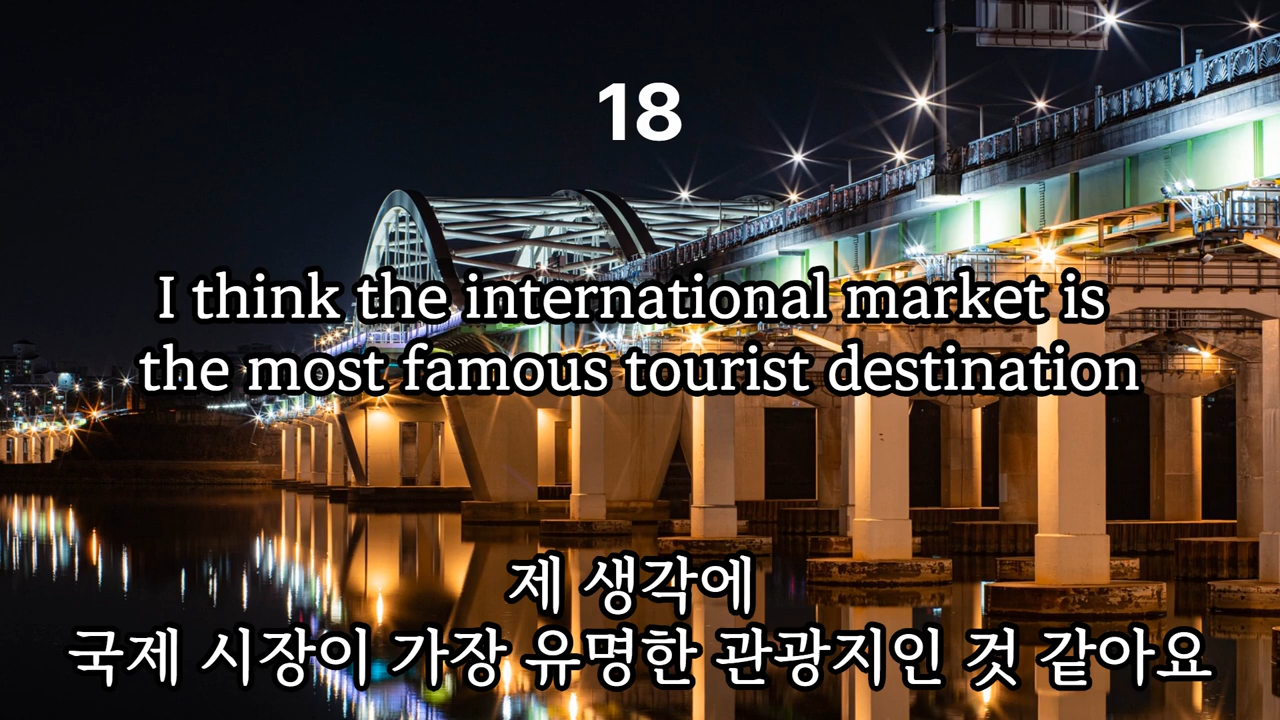 18
I think the international market is
the most famous tourist destination
제 생각에
국제 시장이 가장 유명한 관광지인 것 같아요